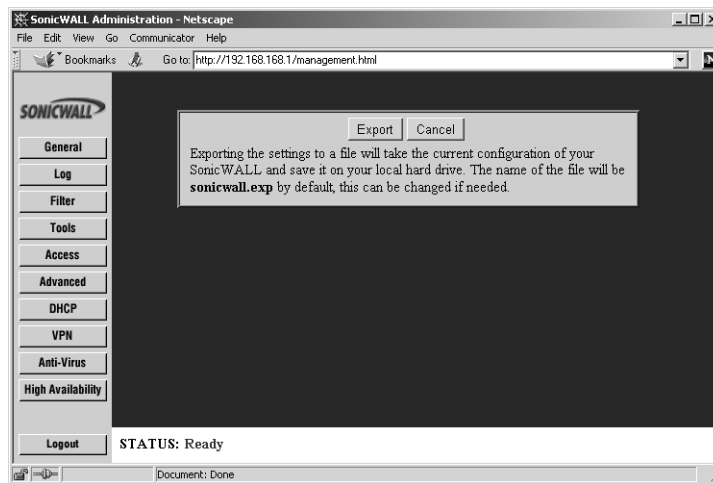 SonicWALL Administration - Netscape
File Edit View Go Communicator Help
Bookmarks Go to: http://192.168.168.1/management.html
N
SONICWALL
Export Cancel
Exporting the settings to a file will take the current configuration of your
SonicWALL and save it on your local hard drive. The name of the file will be
sonicwall.exp by default, this can be changed if needed.
General
Log
Filter
Tools
Access
Advanced
DHCP
VPN
Anti-Virus
High Availability
Logout
STATUS: Ready
Document: Done